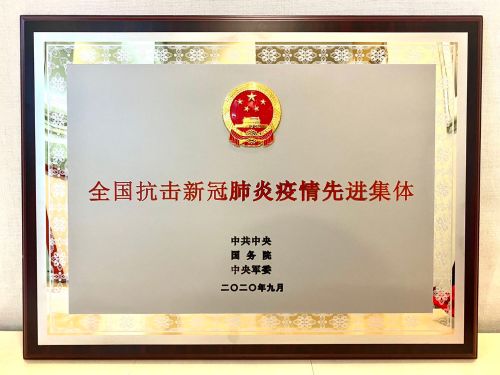 全国抗击新冠肺炎疫情先进集体
中共中央
国务院
中央军委
二〇二〇年九月